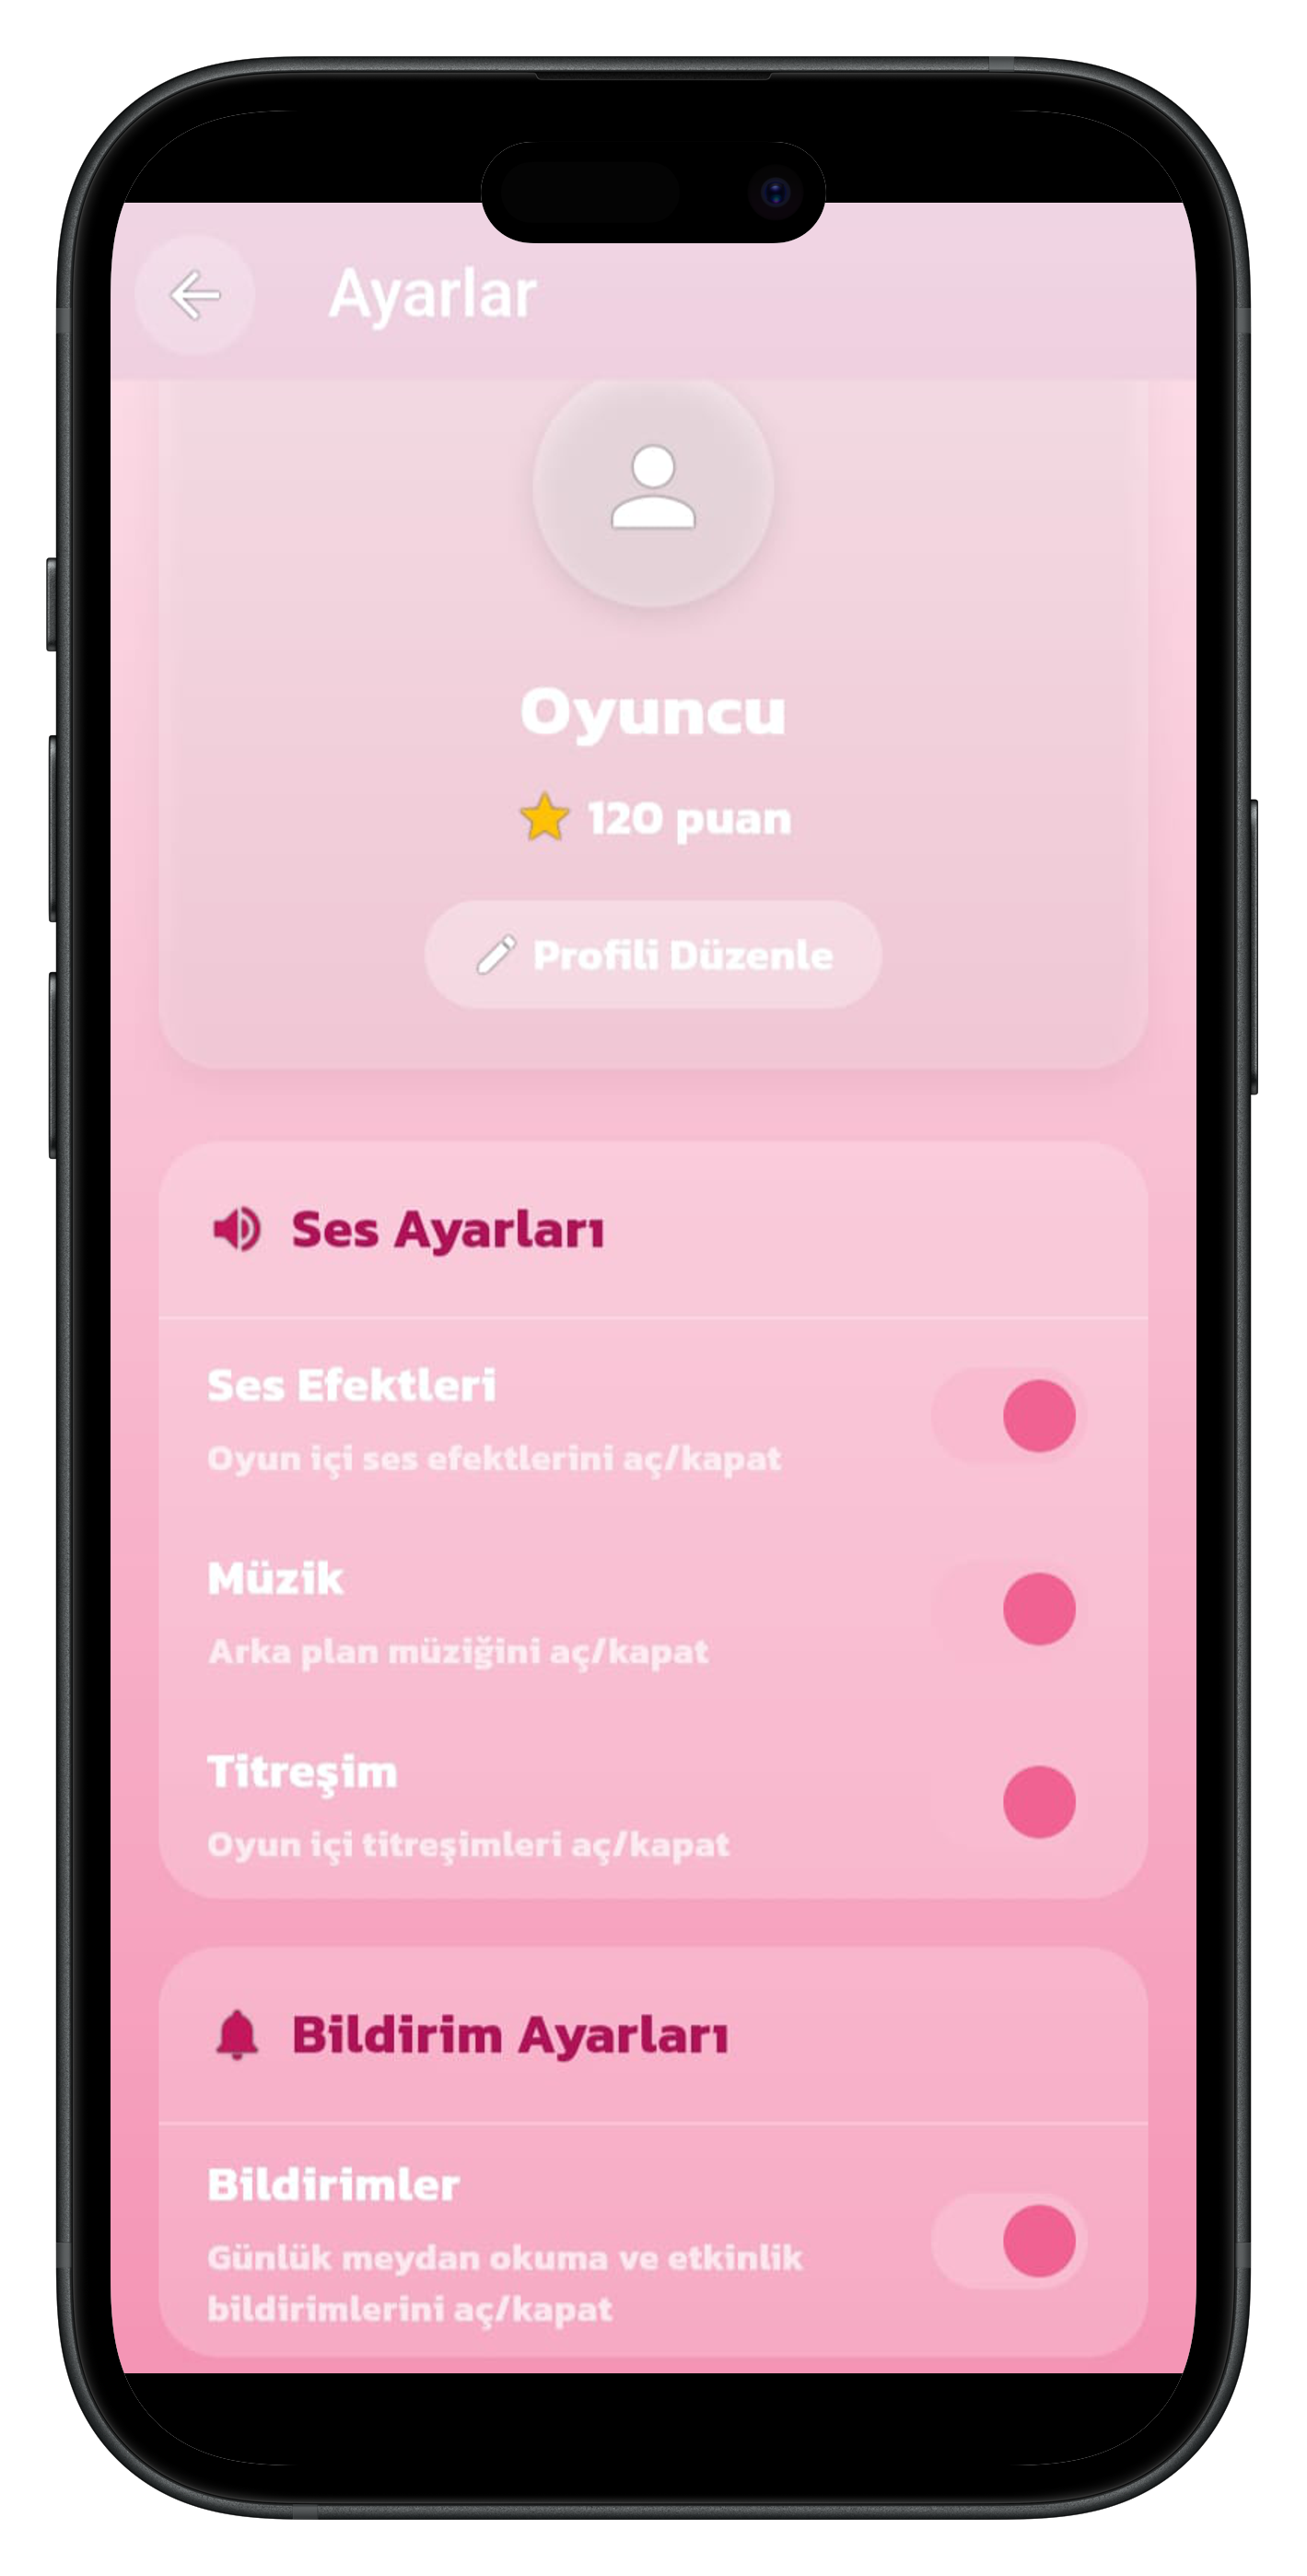 Ayarlar
Oyuncu
120 puan
Profili Düzenle
Ses Ayarları
Ses Efektleri
Oyun içi ses efektlerini aç/kapat
Müzik
Arka plan müziğini aç/kapat
Titreşim
Oyun içi titreşimleri aç/kapat
Bildirim Ayarları
Bildirimler
Günlük meydan okuma ve etkinlik
bildirimlerini aç/kapat